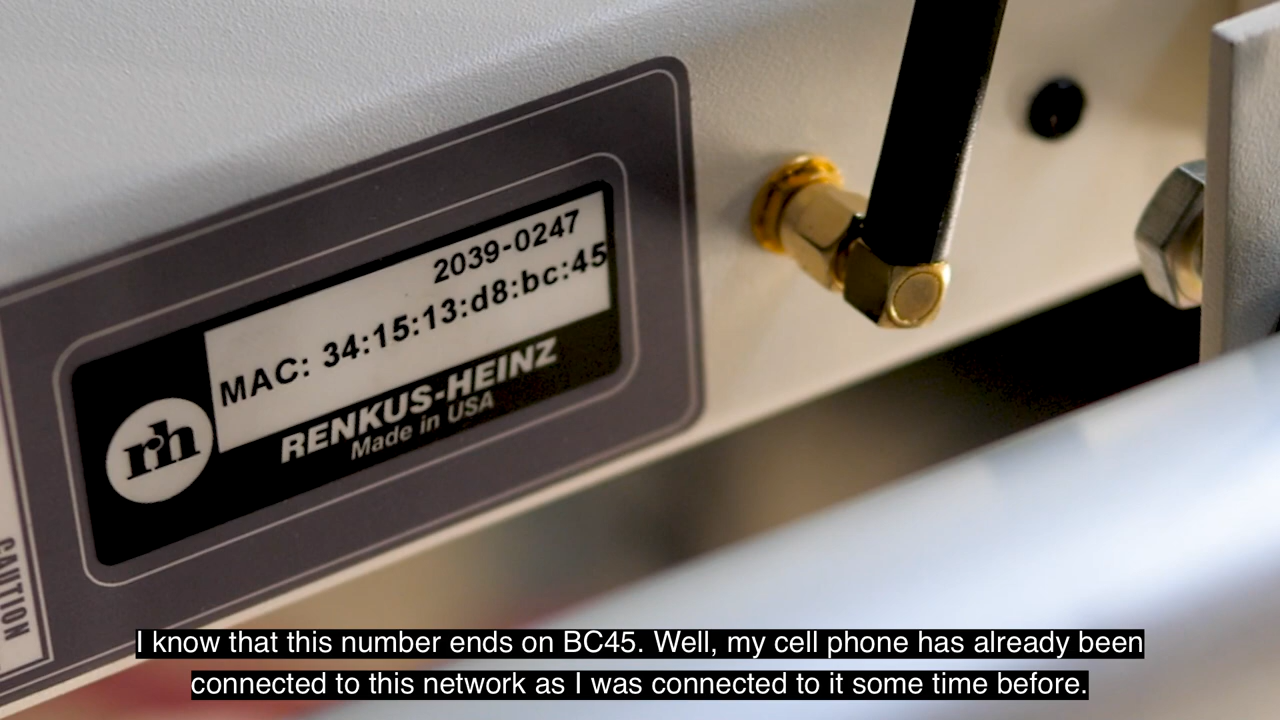 2039-0247
MAC: 34:15:13:d8:bc:45
rh
RENKUS-HEINZ
Made in USA
CAUTION
I know that this number ends on BC45. Well, my cell phone has already been
connected to this network as I was connected to it some time before.